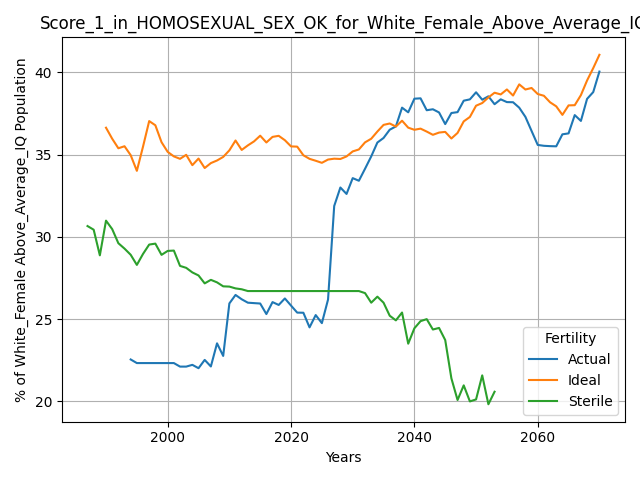 Score_1_in_HOMOSEXUAL_SEX_OK_for_White_Female_Above_Average_IQ
% of White_Female Above_Average_IQ Population
40
35
30
25
20
2000 2020 2040 2060
Years
Fertility
Actual
Ideal
Sterile